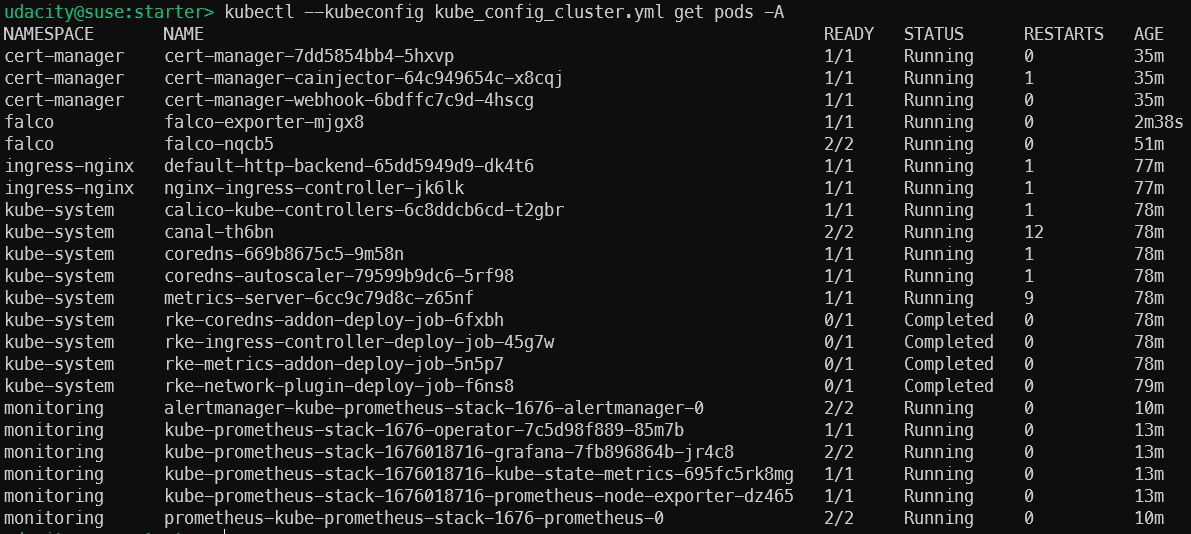 udacity@suse:starter> kubectl --kubeconfig kube_config_cluster.yml get pods -A
NAMESPACE NAME READY STATUS RESTARTS AGE
cert-manager cert-manager-7dd5854bb4-5hxvp 1/1 Running 0 35m
cert-manager cert-manager-cainjector-64c949654c-x8cqj 1/1 Running 1 35m
cert-manager cert-manager-webhook-6bdffc7c9d-4hscg 1/1 Running 0 35m
falco falco-exporter-mjgx8 1/1 Running 0 2m38s
falco falco-nqcb5 2/2 Running 0 51m
ingress-nginx default-http-backend-65dd5949d9-dk4t6 1/1 Running 1 77m
ingress-nginx nginx-ingress-controller-jk6lk 1/1 Running 1 77m
kube-system calico-kube-controllers-6c8ddcb6cd-t2gbr 1/1 Running 1 78m
kube-system canal-th6bn 2/2 Running 12 78m
kube-system coredns-669b8675c5-9m58n 1/1 Running 1 78m
kube-system coredns-autoscaler-79599b9dc6-5rf98 1/1 Running 1 78m
kube-system metrics-server-6cc9c79d8c-z65nf 1/1 Running 9 78m
kube-system rke-coredns-addon-deploy-job-6fxbh 0/1 Completed 0 78m
kube-system rke-ingress-controller-deploy-job-45g7w 0/1 Completed 0 78m
kube-system rke-metrics-addon-deploy-job-5n5p7 0/1 Completed 0 78m
kube-system rke-network-plugin-deploy-job-f6ns8 0/1 Completed 0 79m
monitoring alertmanager-kube-prometheus-stack-1676-alertmanager-0 2/2 Running 0 10m
monitoring kube-prometheus-stack-1676-operator-7c5d98f889-85m7b 1/1 Running 0 13m
monitoring kube-prometheus-stack-1676018716-grafana-7fb896864b-jr4c8 2/2 Running 0 13m
monitoring kube-prometheus-stack-1676018716-kube-state-metrics-695fc5rk8mg 1/1 Running 0 13m
monitoring kube-prometheus-stack-1676018716-prometheus-node-exporter-dz465 1/1 Running 0 13m
monitoring prometheus-kube-prometheus-stack-1676-prometheus-0 2/2 Running 0 10m